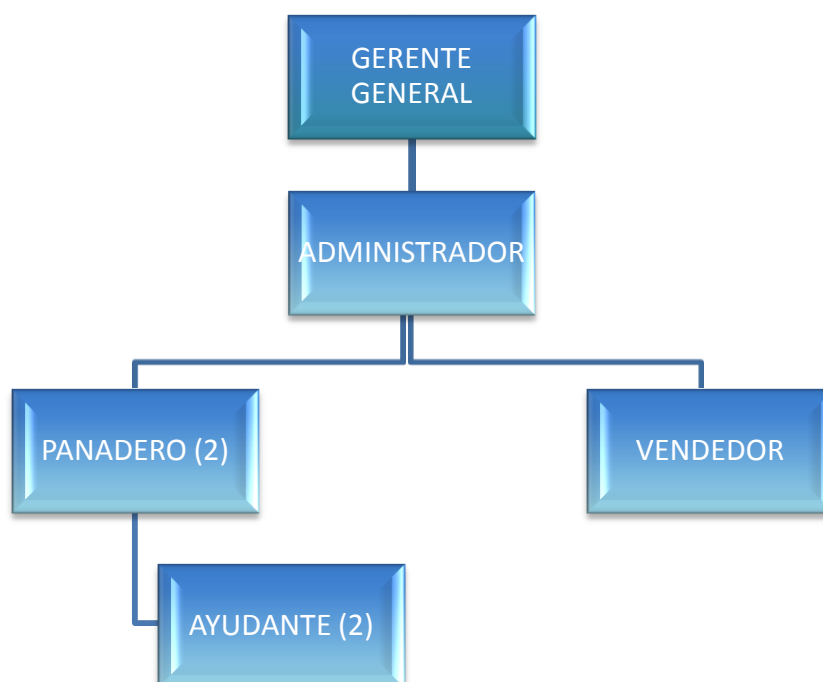 GERENTE
GENERAL
ADMINISTRADOR
PANADERO (2)
VENDEDOR
AYUDANTE (2)